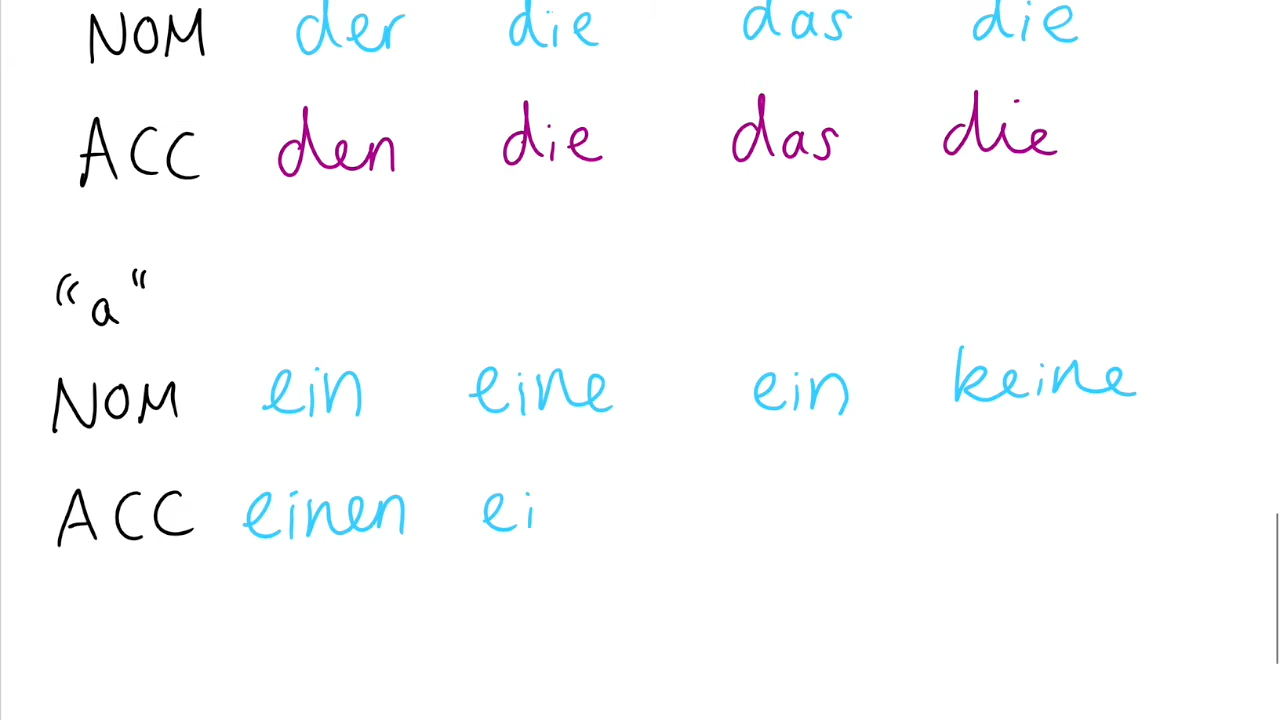 NOM der die das die
ACC den die das die
"a"
NOM ein eine ein keine
ACC einen ei